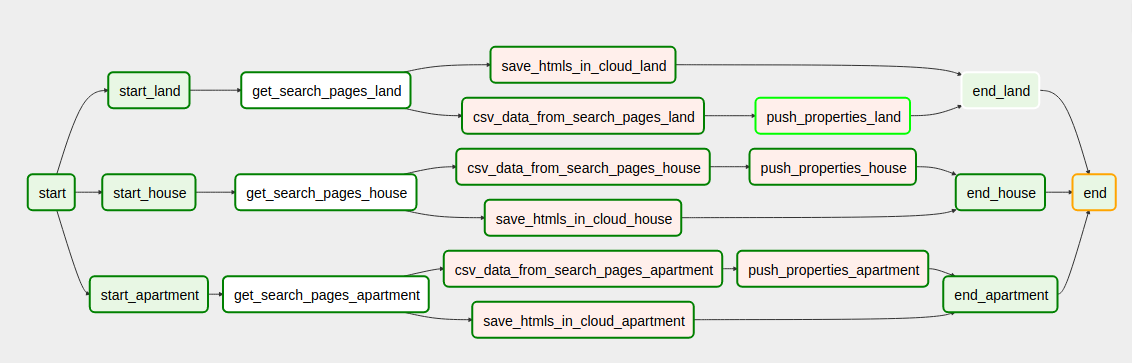 save_htmls_in_cloud_land
start_land
get_search_pages_land
end_land
csv_data_from_search_pages_land
push_properties_land
csv_data_from_search_pages_house
push_properties_house
start
start_house
get_search_pages_house
end_house
end
save_htmls_in_cloud_house
csv_data_from_search_pages_apartment
push_properties_apartment
start_apartment
get_search_pages_apartment
end_apartment
save_htmls_in_cloud_apartment